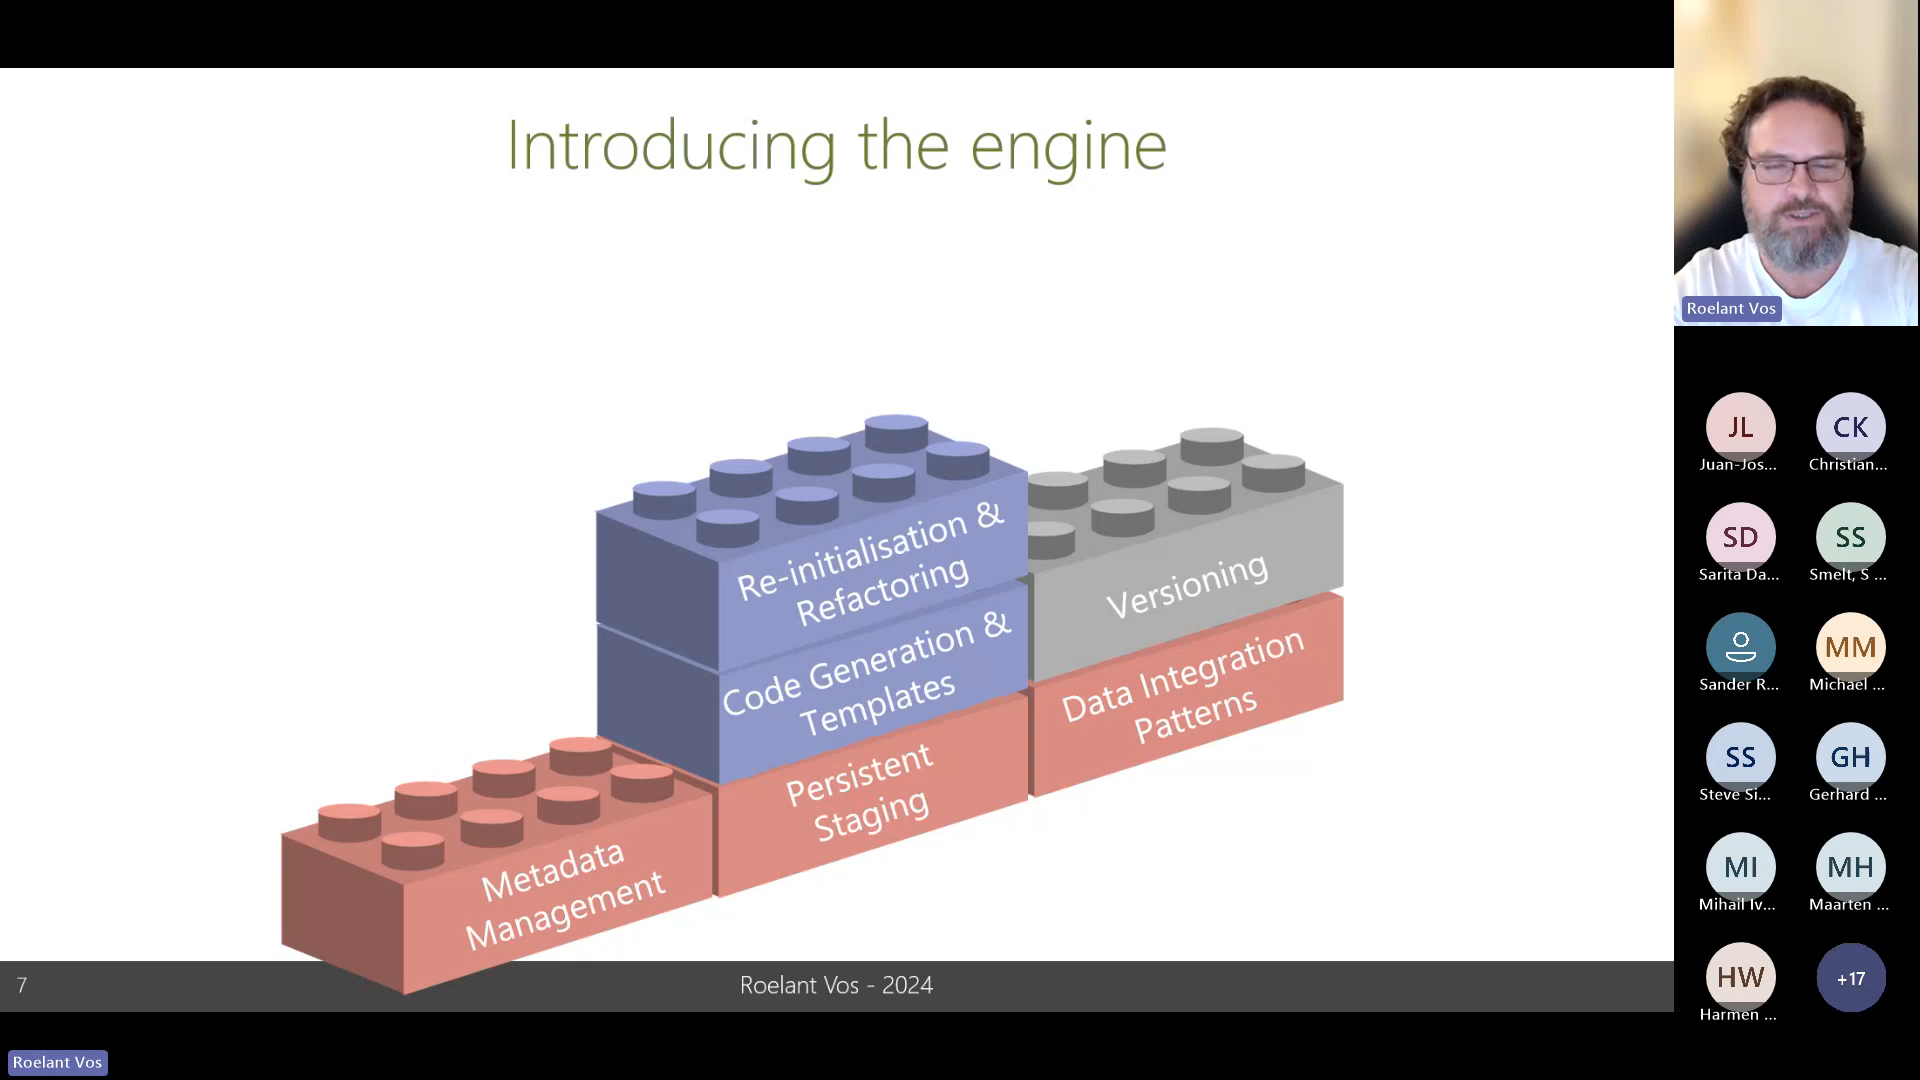 Introducing the engine
Re-initialisation &
Refactoring
Code Generation &
Templates
Versioning
Data Integration
Patterns
Persistent
Staging
Metadata
Management
7
Roelant Vos - 2024
Roelant Vos
Roelant Vos
JL
Juan-Jos...
CK
Christian...
SD
Sarita Da...
SS
Smelt, S ...
Sander R...
MM
Michael ...
SS
Steve Si...
GH
Gerhard ...
MI
Mihail Iv...
MH
Maarten ...
HW
Harmen ...
+17